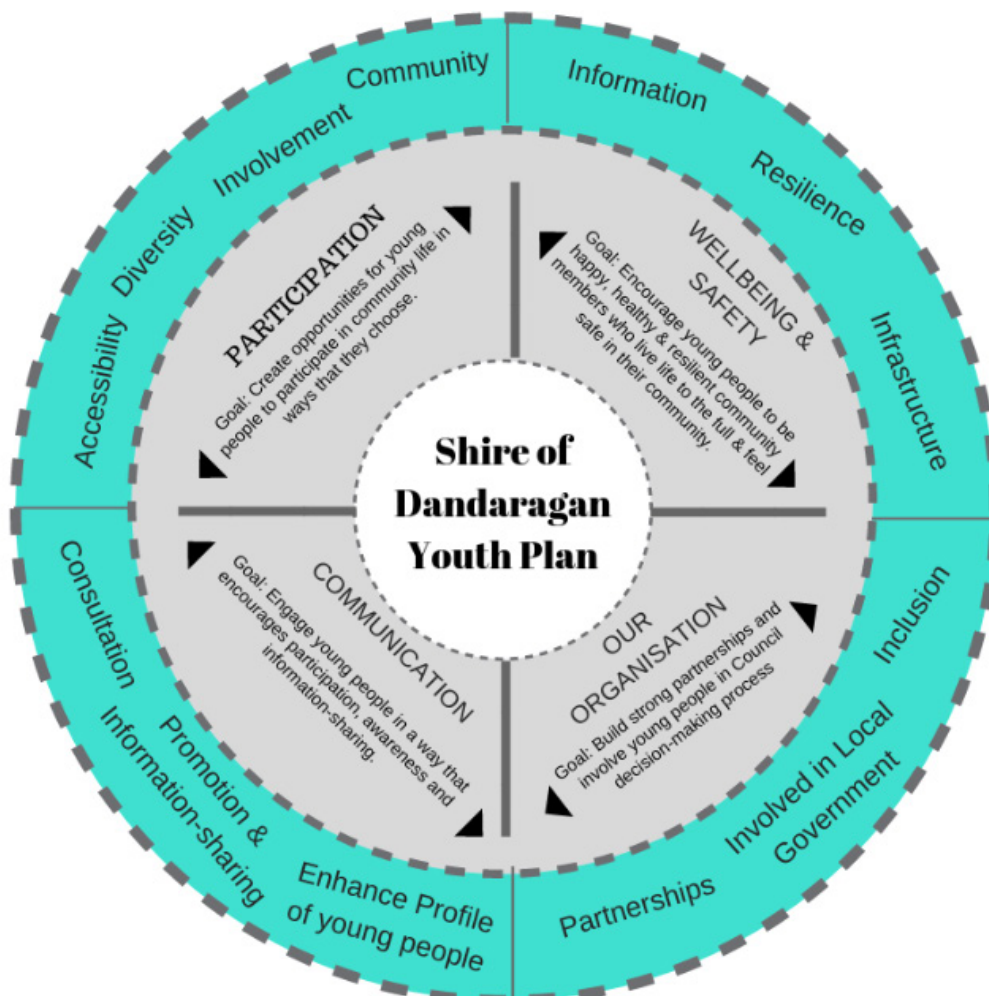 Shire of
Dandaragan
Youth Plan
PARTICIPATION
Goal: Create opportunities for young
people to participate in community life in
ways that they choose.
Accessibility
Diversity
Involvement
Community
WELLBEING &
SAFETY
Goal: Encourage young people to be
happy, healthy & resilient community
members who live life to the full & feel
safe in their community.
Information
Resilience
Infrastructure
COMMUNICATION
Goal: Engage young people in a way that
encourages participation, awareness and
information-sharing.
Consultation
Promotion &
Information-sharing
Enhance Profile
of young people
OUR
ORGANISATION
Goal: Build strong partnerships and
involve young people in Council
decision-making process
Inclusion
Involved in Local
Government
Partnerships